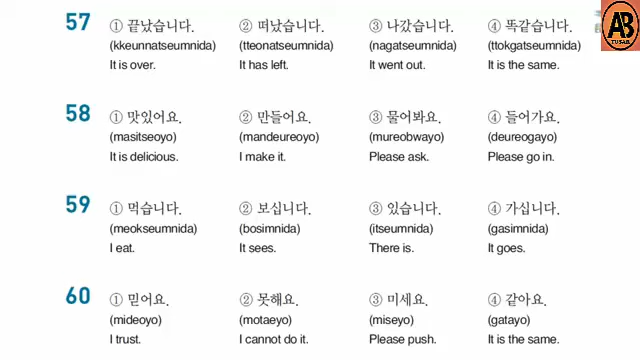 57 ① 끝났습니다. ② 떠났습니다. ③ 나갔습니다. ④ 똑같습니다.
(kkeunnatseumnida) (tteonatseumnida) (nagatseumnida) (ttokgatseumnida)
It is over. It has left. It went out. It is the same.
58 ① 맛있어요. ② 만들어요. ③ 물어봐요. ④ 들어가요.
(masitseoyo) (mandeureoyo) (mureobwayo) (deureogayo)
It is delicious. I make it. Please ask. Please go in.
59 ① 먹습니다. ② 보십니다. ③ 있습니다. ④ 가십니다.
(meokseumnida) (bosimnida) (itseumnida) (gasimnida)
I eat. It sees. There is. It goes.
60 ① 믿어요. ② 못해요. ③ 미세요. ④ 같아요.
(mideoyo) (motaeyo) (miseyo) (gatayo)
I trust. I cannot do it. Please push. It is the same.
AB
TUSAR